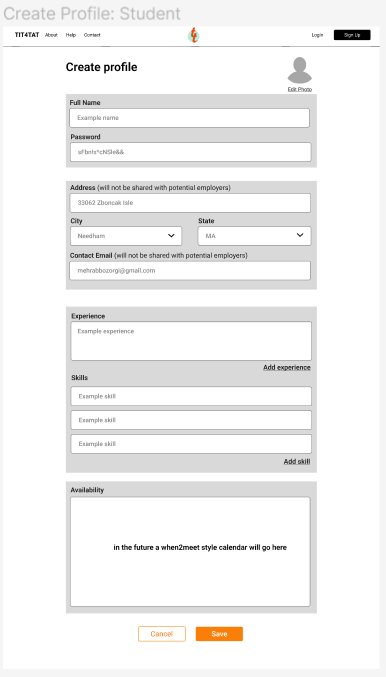 Create Profile: Student
TIT4TAT About Help Contact Login Sign Up
Create profile
Edit Photo
Full Name
Example name
Password
sFbnts^cNSle&&
Address (will not be shared with potential employers)
33062 Zboncak Isle
City State
Needham MA
Contact Email (will not be shared with potential employers)
mehrabbozorgi@gmail.com
Experience
Example experience
Add experience
Skills
Example skill
Example skill
Example skill
Add skill
Availability
in the future a when2meet style calendar will go here
Cancel Save